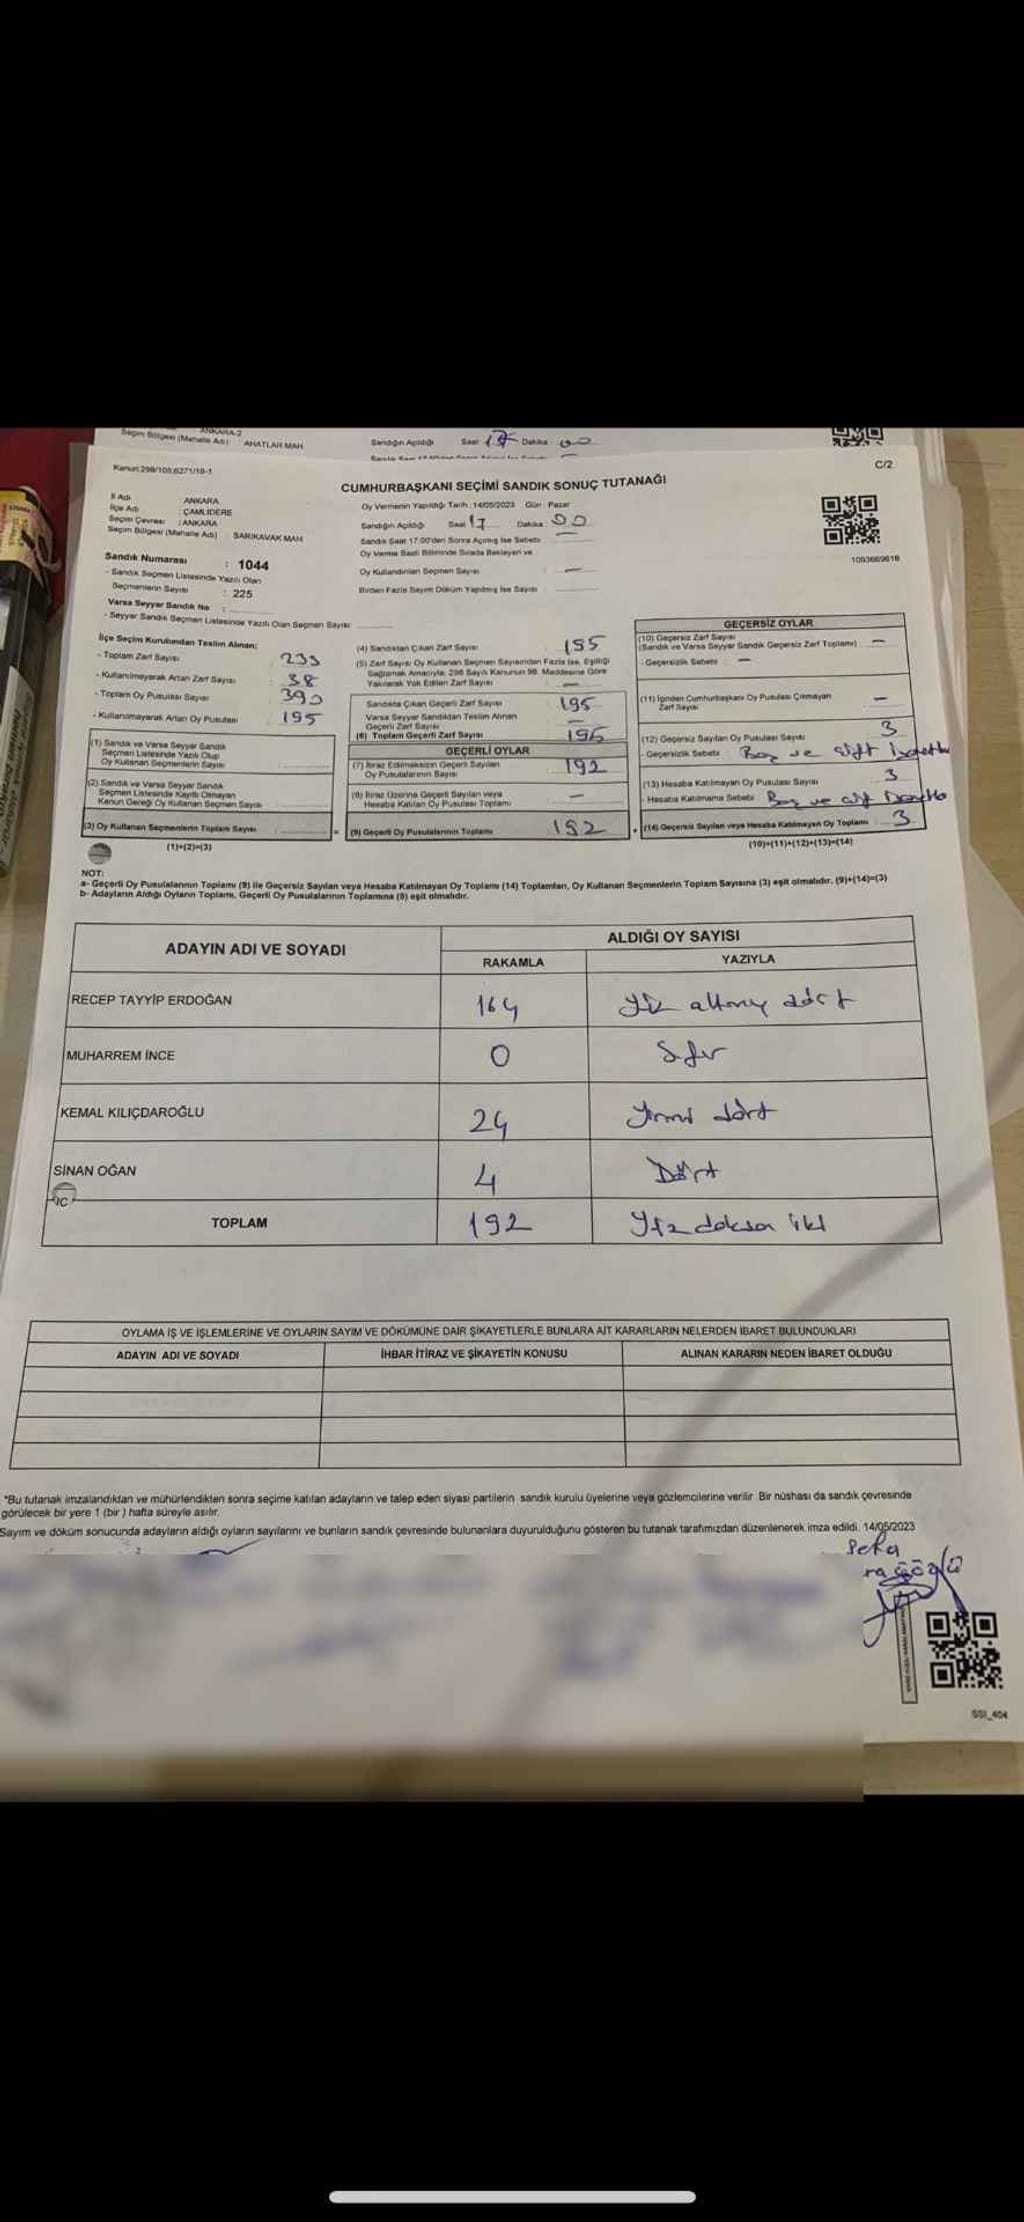 ANKARA-2
Seçim Bölgesi (Mahalle Adı) AHATLAR MAH
Sandığın Açıldığı Saat 17 Dakika 00
Kanun:298/105;6271/19-1
C/2
CUMHURBAŞKANI SEÇİMİ SANDIK SONUÇ TUTANAĞI
İl Adı : ANKARA
İlçe Adı : ÇAMLIDERE
Seçim Çevresi : ANKARA
Seçim Bölgesi (Mahalle Adı) SARIKAVAK MAH
Oy Vermenin Yapıldığı Tarih : 14/05/2023 Gün : Pazar
Sandığın Açıldığı Saat 17 Dakika 00
Sandık Saat 17:00'den Sonra Açılmış İse Sebebi
Oy Verme Saati Bitiminde Sırada Bekleyen ve
Oy Kullandırılan Seçmen Sayısı : —
Birden Fazla Sayım Döküm Yapılmış İse Sayısı
Sandık Numarası : 1044
- Sandık Seçmen Listesinde Yazılı Olan
Seçmenlerin Sayısı : 225
Varsa Seyyar Sandık No :
- Seyyar Sandık Seçmen Listesinde Yazılı Olan Seçmen Sayısı
İlçe Seçim Kurulundan Teslim Alınan;
- Toplam Zarf Sayısı : 233
- Kullanılmayarak Artan Zarf Sayısı : 38
- Toplam Oy Pusulası Sayısı : 390
- Kullanılmayarak Artan Oy Pusulası : 195
(1) Sandık ve Varsa Seyyar Sandık
Seçmen Listesinde Yazılı Olup
Oy Kullanan Seçmenlerin Sayısı
(2) Sandık ve Varsa Seyyar Sandık
Seçmen Listesinde Kayıtlı Olmayan
Kanun Gereği Oy Kullanan Seçmen Sayısı
(3) Oy Kullanan Seçmenlerin Toplam Sayısı
(1)+(2)=(3)
(4) Sandıktan Çıkan Zarf Sayısı : 195
(5) Zarf Sayısı Oy Kullanan Seçmen Sayısından Fazla İse, Eşitliği
Sağlamak Amacıyla, 298 Sayılı Kanunun 98. Maddesine Göre
Yakılarak Yok Edilen Zarf Sayısı —
Sandıkta Çıkan Geçerli Zarf Sayısı 195
Varsa Seyyar Sandıktan Teslim Alınan
Geçerli Zarf Sayısı —
(6) Toplam Geçerli Zarf Sayısı 195
GEÇERLİ OYLAR
(7) İtiraz Edilmeksizin Geçerli Sayılan
Oy Pusulalarının Sayısı 192
(8) İtiraz Üzerine Geçerli Sayılan veya
Hesaba Katılan Oy Pusulası Toplamı —
(9) Geçerli Oy Pusulalarının Toplamı 192
1093669616
GEÇERSİZ OYLAR
(10) Geçersiz Zarf Sayısı
(Sandık ve Varsa Seyyar Sandık Geçersiz Zarf Toplamı) —
- Geçersizlik Sebebi : —
(11) İçinden Cumhurbaşkanı Oy Pusulası Çıkmayan
Zarf Sayısı —
(12) Geçersiz Sayılan Oy Pusulası Sayısı 3
- Geçersizlik Sebebi : Boş ve çift
(13) Hesaba Katılmayan Oy Pusulası Sayısı 3
- Hesaba Katılmama Sebebi : Boş ve çift
(14) Geçersiz Sayılan veya Hesaba Katılmayan Oy Toplamı 3
(10)+(11)+(12)+(13)=(14)
NOT:
a- Geçerli Oy Pusulalarının Toplamı (9) ile Geçersiz Sayılan veya Hesaba Katılmayan Oy Toplamı (14) Toplamları, Oy Kullanan Seçmenlerin Toplam Sayısına (3) eşit olmalıdır. (9)+(14)=(3)
b- Adayların Aldığı Oyların Toplamı, Geçerli Oy Pusulalarının Toplamına (9) eşit olmalıdır.
ADAYIN ADI VE SOYADI
ALDIĞI OY SAYISI
RAKAMLA YAZIYLA
RECEP TAYYİP ERDOĞAN 164 Yüz altmış dört
MUHARREM İNCE 0 Sıfır
KEMAL KILIÇDAROĞLU 24 Yirmi dört
SİNAN OĞAN 4 Dört
TOPLAM 192 Yüz doksan iki
OYLAMA İŞ VE İŞLEMLERİNE VE OYLARIN SAYIM VE DÖKÜMÜNE DAİR ŞİKAYETLERLE BUNLARA AİT KARARLARIN NELERDEN İBARET BULUNDUKLARI
ADAYIN ADI VE SOYADI İHBAR İTİRAZ VE ŞİKAYETİN KONUSU ALINAN KARARIN NEDEN İBARET OLDUĞU
"Bu tutanak imzalandıktan ve mühürlendikten sonra seçime katılan adayların ve talep eden siyasi partilerin sandık kurulu üyelerine veya gözlemcilerine verilir. Bir nüshası da sandık çevresinde
görülecek bir yere 1 (bir ) hafta süreyle asılır.
Sayım ve döküm sonucunda adayların aldığı oyların sayılarını ve bunların sandık çevresinde bulunanlara duyurulduğunu gösteren bu tutanak tarafımızdan düzenlenerek imza edildi. 14/05/2023
SSI_404